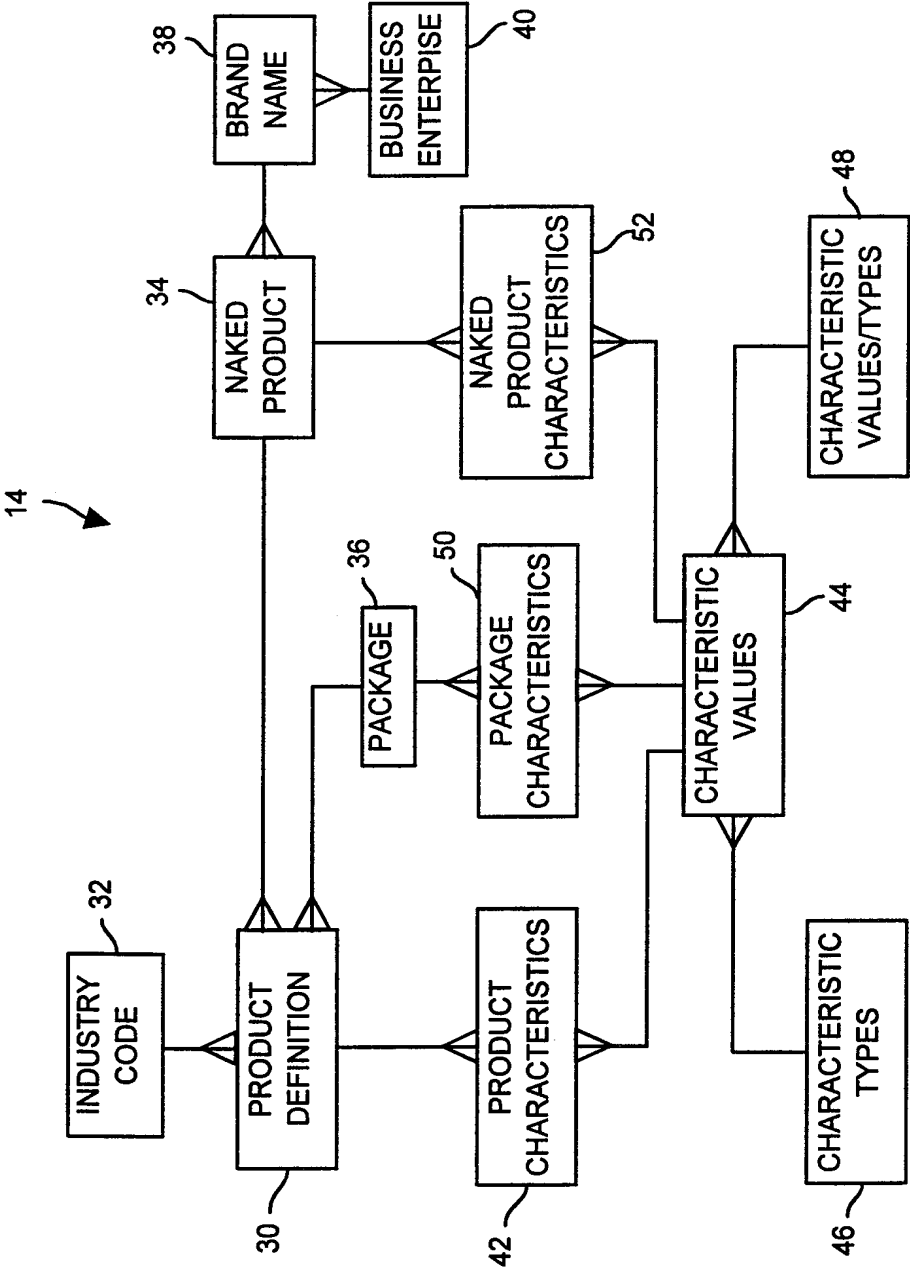 14
32
INDUSTRY
CODE
34
NAKED
PRODUCT
38
BRAND
NAME
30
PRODUCT
DEFINITION
36
PACKAGE
BUSINESS
ENTERPISE
40
42
PRODUCT
CHARACTERISTICS
50
PACKAGE
CHARACTERISTICS
NAKED
PRODUCT
CHARACTERISTICS
52
CHARACTERISTIC
VALUES
44
46
CHARACTERISTIC
TYPES
CHARACTERISTIC
VALUES/TYPES
48